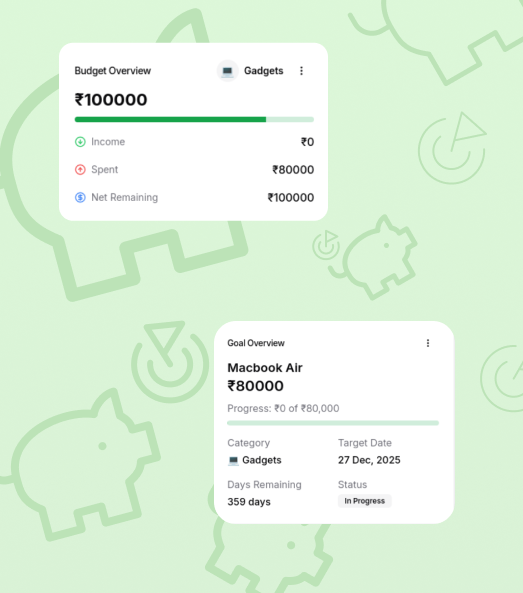 Budget Overview
Gadgets
₹100000
Income ₹0
Spent ₹80000
Net Remaining ₹100000
Goal Overview
Macbook Air
₹80000
Progress: ₹0 of ₹80,000
Category Target Date
Gadgets 27 Dec, 2025
Days Remaining Status
359 days In Progress